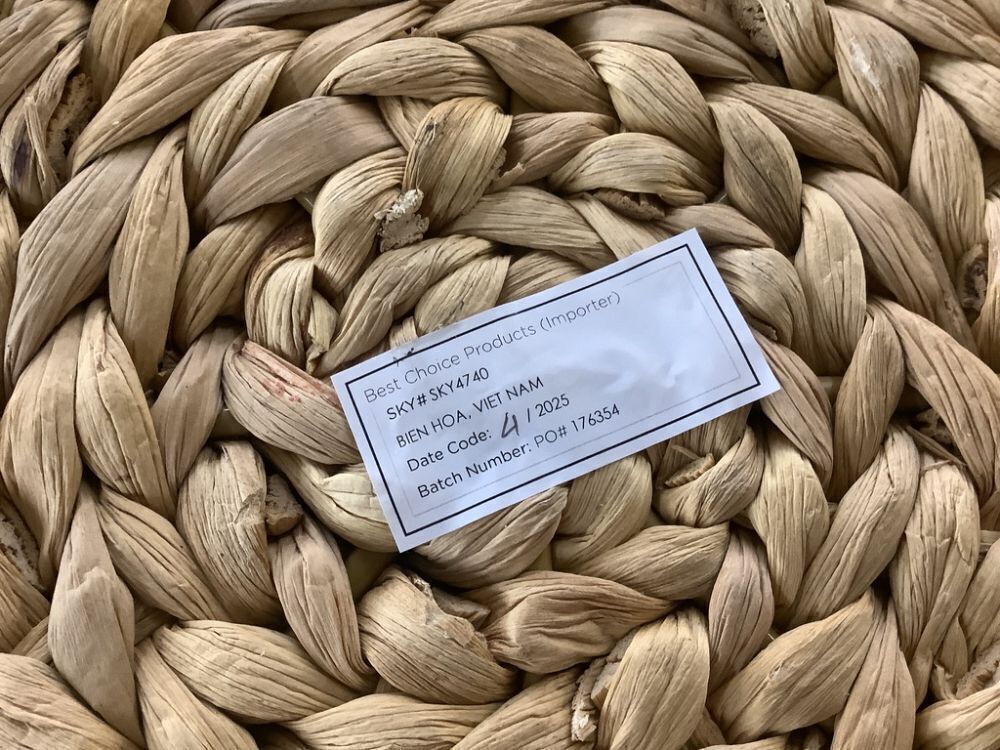 Best Choice Products (Importer)
SKY# SKY4740
BIEN HOA, VIET NAM
Date Code: 4 / 2025
Batch Number: PO# 176354